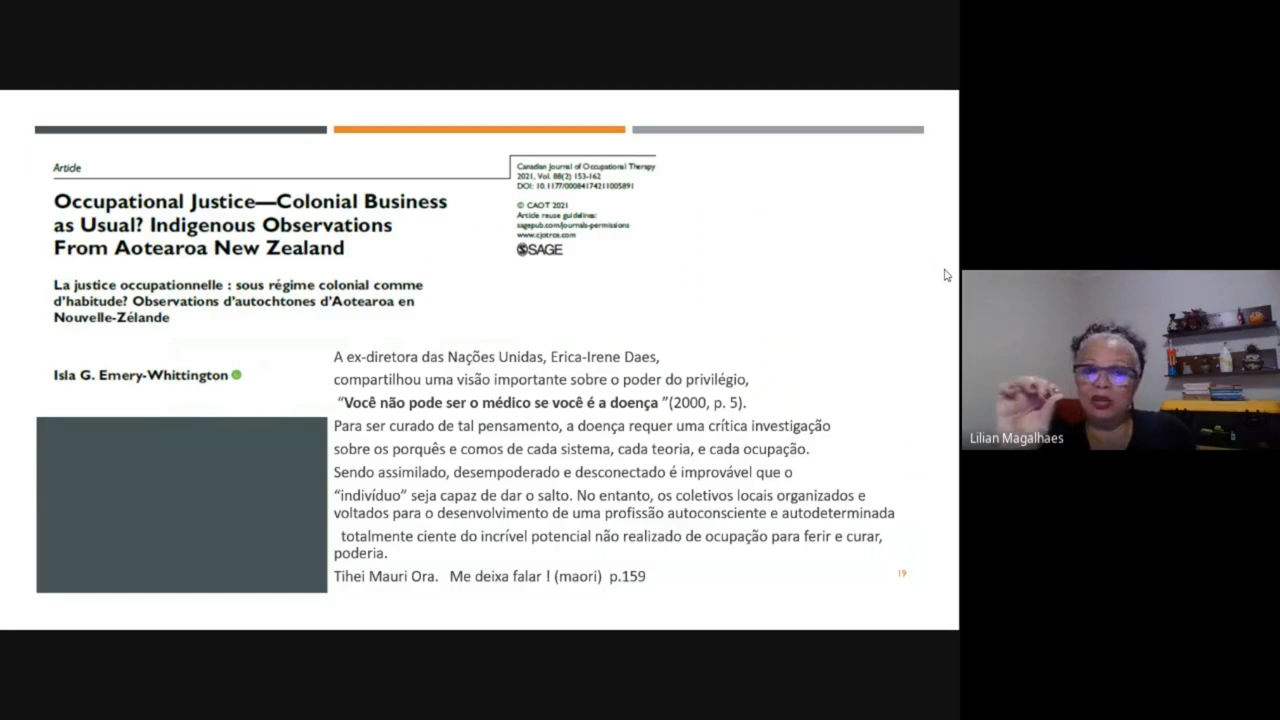 Article
Canadian Journal of Occupational Therapy
2021, Vol. 88(2) 153-162
DOI: 10.1177/00084174211005891
© CAOT 2021
Article reuse guidelines:
sagepub.com/journals-permissions
www.cjotrce.com
SAGE
Occupational Justice—Colonial Business
as Usual? Indigenous Observations
From Aotearoa New Zealand
La justice occupationnelle : sous régime colonial comme
d'habitude? Observations d'autochtones d'Aotearoa en
Nouvelle-Zélande
Isla G. Emery-Whittington
A ex-diretora das Nações Unidas, Erica-Irene Daes,
compartilhou uma visão importante sobre o poder do privilégio,
“Você não pode ser o médico se você é a doença ”(2000, p. 5).
Para ser curado de tal pensamento, a doença requer uma crítica investigação
sobre os porquês e comos de cada sistema, cada teoria, e cada ocupação.
Sendo assimilado, desempoderado e desconectado é improvável que o
“indivíduo” seja capaz de dar o salto. No entanto, os coletivos locais organizados e
voltados para o desenvolvimento de uma profissão autoconsciente e autodeterminada
totalmente ciente do incrível potencial não realizado de ocupação para ferir e curar,
poderia.
Tihei Mauri Ora. Me deixa falar ! (maori) p.159
19
Lilian Magalhaes